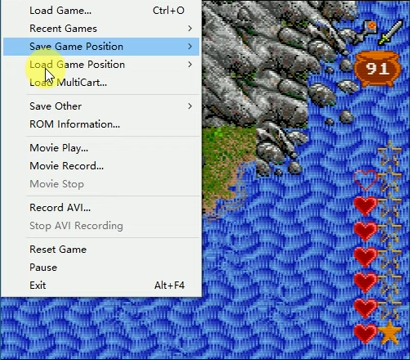 Load Game... Ctrl+O
Recent Games
Save Game Position
Load Game Position
Load MultiCart...
Save Other
ROM Information...
Movie Play...
Movie Record...
Movie Stop
Record AVI...
Stop AVI Recording
Reset Game
Pause
Exit Alt+F4
91